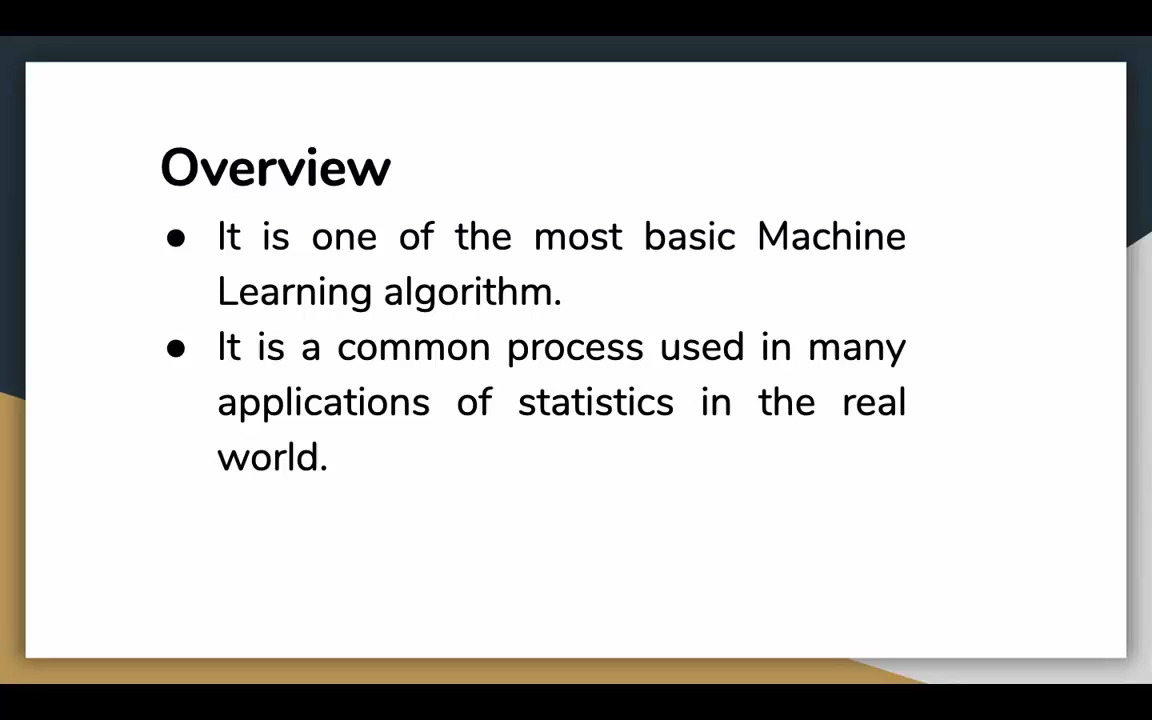 Overview
● It is one of the most basic Machine
Learning algorithm.
● It is a common process used in many
applications of statistics in the real
world.